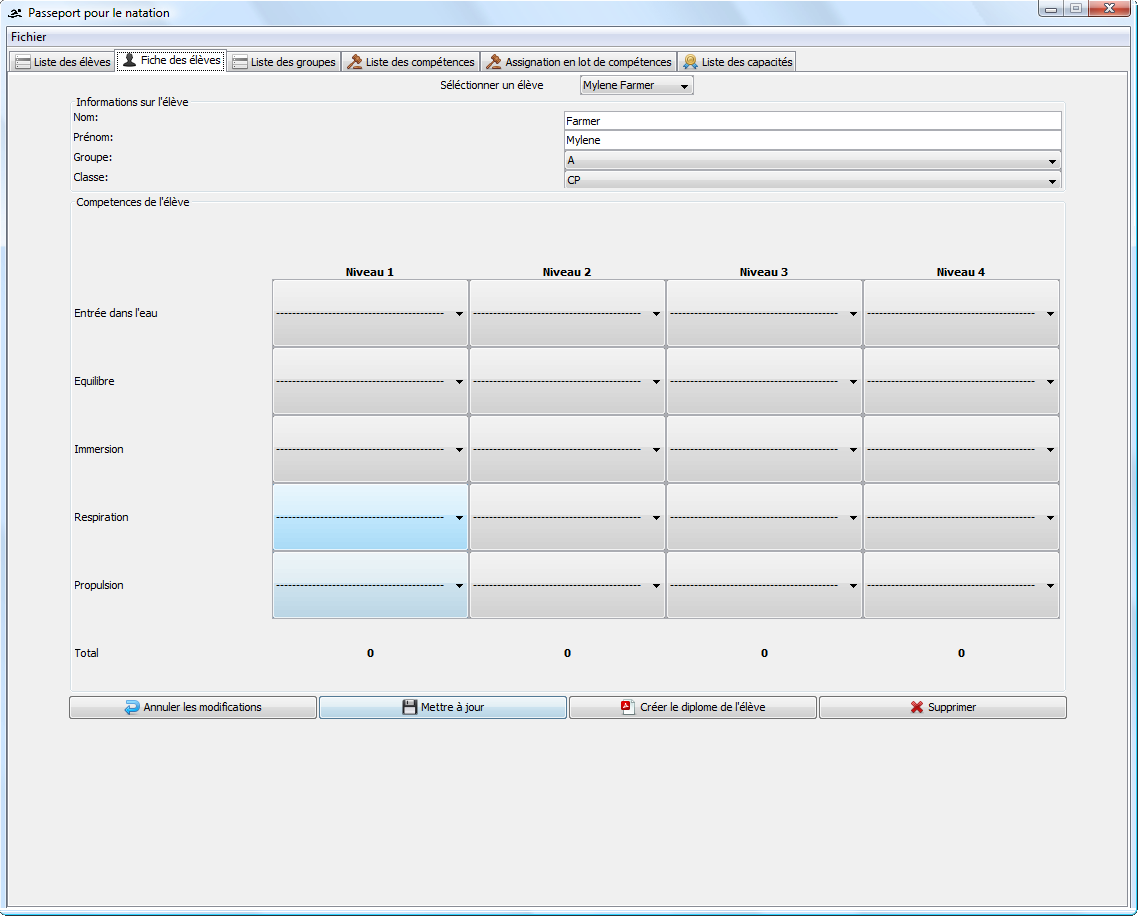 Passeport pour le natation
Fichier
Liste des élèves Fiche des élèves Liste des groupes Liste des compétences Assignation en lot de compétences Liste des capacités
Séléctionner un élève Mylene Farmer
Informations sur l'élève
Nom: Farmer
Prénom: Mylene
Groupe: A
Classe: CP
Competences de l'élève
Niveau 1 Niveau 2 Niveau 3 Niveau 4
Entrée dans l'eau
Equilibre
Immersion
Respiration
Propulsion
Total 0 0 0 0
Annuler les modifications Mettre à jour Créer le diplome de l'élève Supprimer